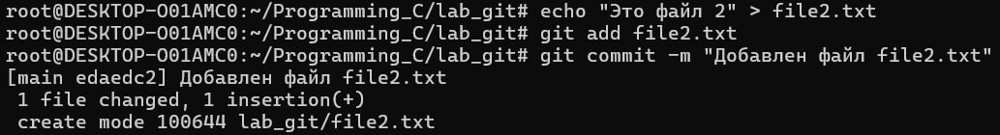 root@DESKTOP-O01AMC0:~/Programming_C/lab_git# echo "Это файл 2" > file2.txt
root@DESKTOP-O01AMC0:~/Programming_C/lab_git# git add file2.txt
root@DESKTOP-O01AMC0:~/Programming_C/lab_git# git commit -m "Добавлен файл file2.txt"
[main edaedc2] Добавлен файл file2.txt
 1 file changed, 1 insertion(+)
 create mode 100644 lab_git/file2.txt